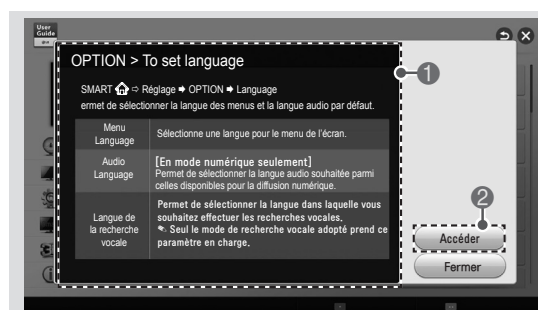 User
Guide
OPTION > To set language
SMART ⇨ Réglage ➡ OPTION ➡ Language
ermet de sélectionner la langue des menus et la langue audio par défaut.
Menu
Language
Sélectionne une langue pour le menu de l'écran.
Audio
Language
[En mode numérique seulement]
Permet de sélectionner la langue audio souhaitée parmi
celles disponibles pour la diffusion numérique.
Langue de
la recherche
vocale
Permet de sélectionner la langue dans laquelle vous
souhaitez effectuer les recherches vocales.
Seul le mode de recherche vocale adopté prend ce
paramètre en charge.
1
2
Accéder
Fermer